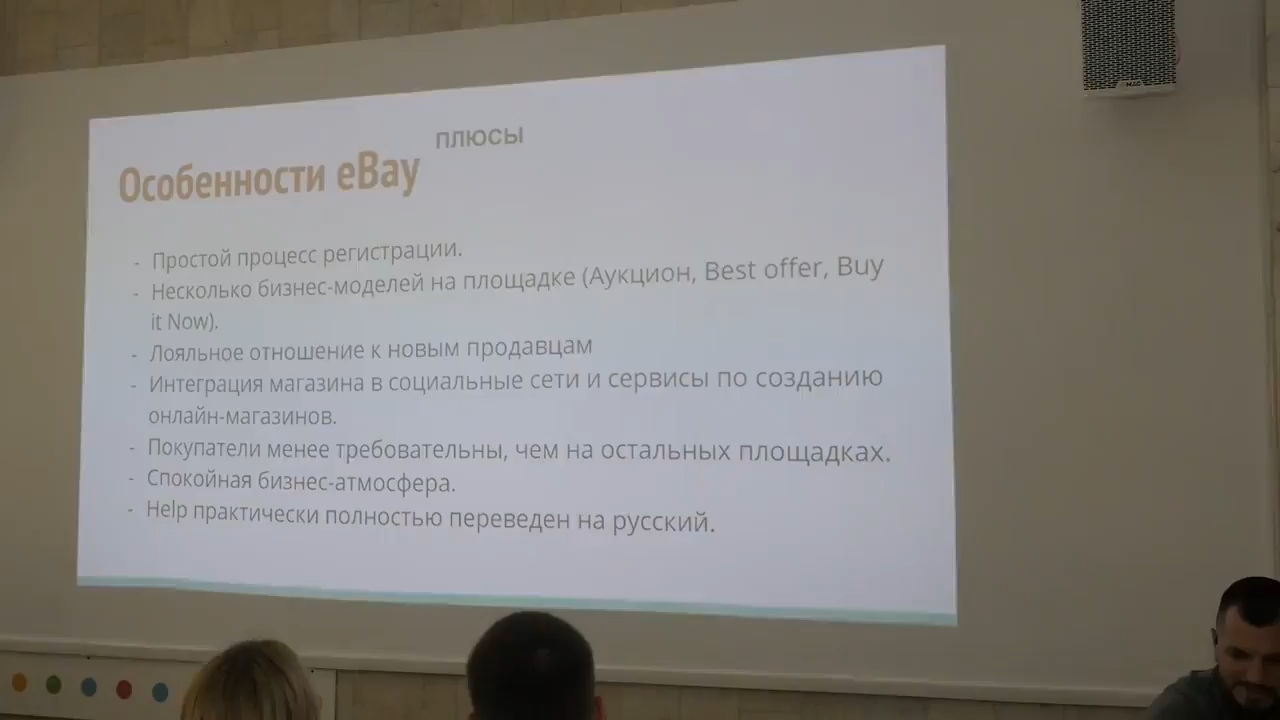 плюсы
Особенности eBay
- Простой процесс регистрации.
- Несколько бизнес-моделей на площадке (Аукцион, Best offer, Buy
it Now).
- Лояльное отношение к новым продавцам
- Интеграция магазина в социальные сети и сервисы по созданию
онлайн-магазинов.
- Покупатели менее требовательны, чем на остальных площадках.
- Спокойная бизнес-атмосфера.
- Help практически полностью переведен на русский.